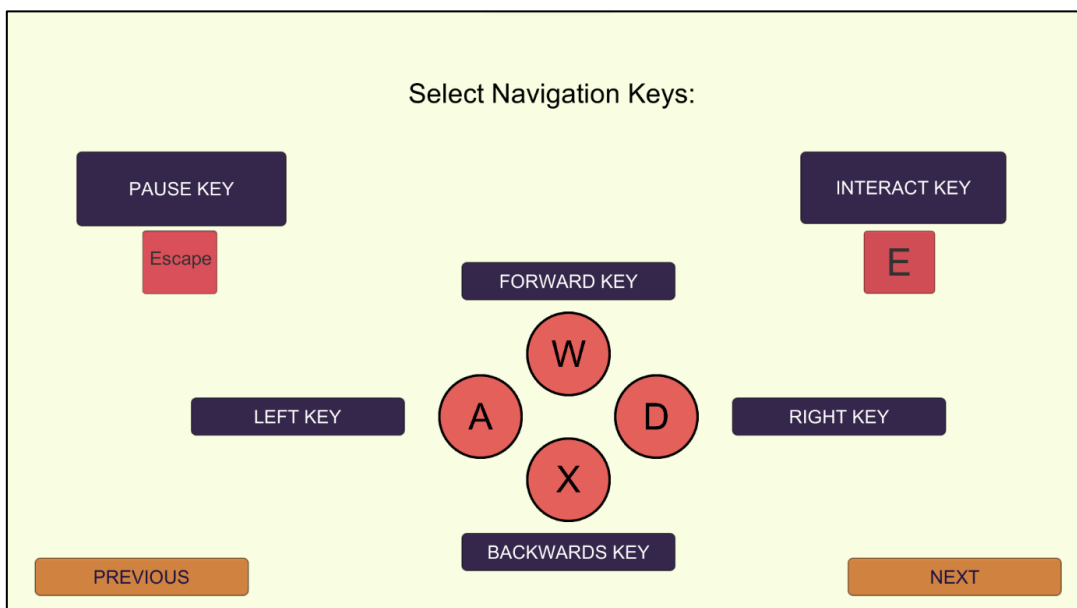 Select Navigation Keys:
PAUSE KEY
INTERACT KEY
Escape
E
FORWARD KEY
W
LEFT KEY
A
D
RIGHT KEY
X
BACKWARDS KEY
PREVIOUS
NEXT